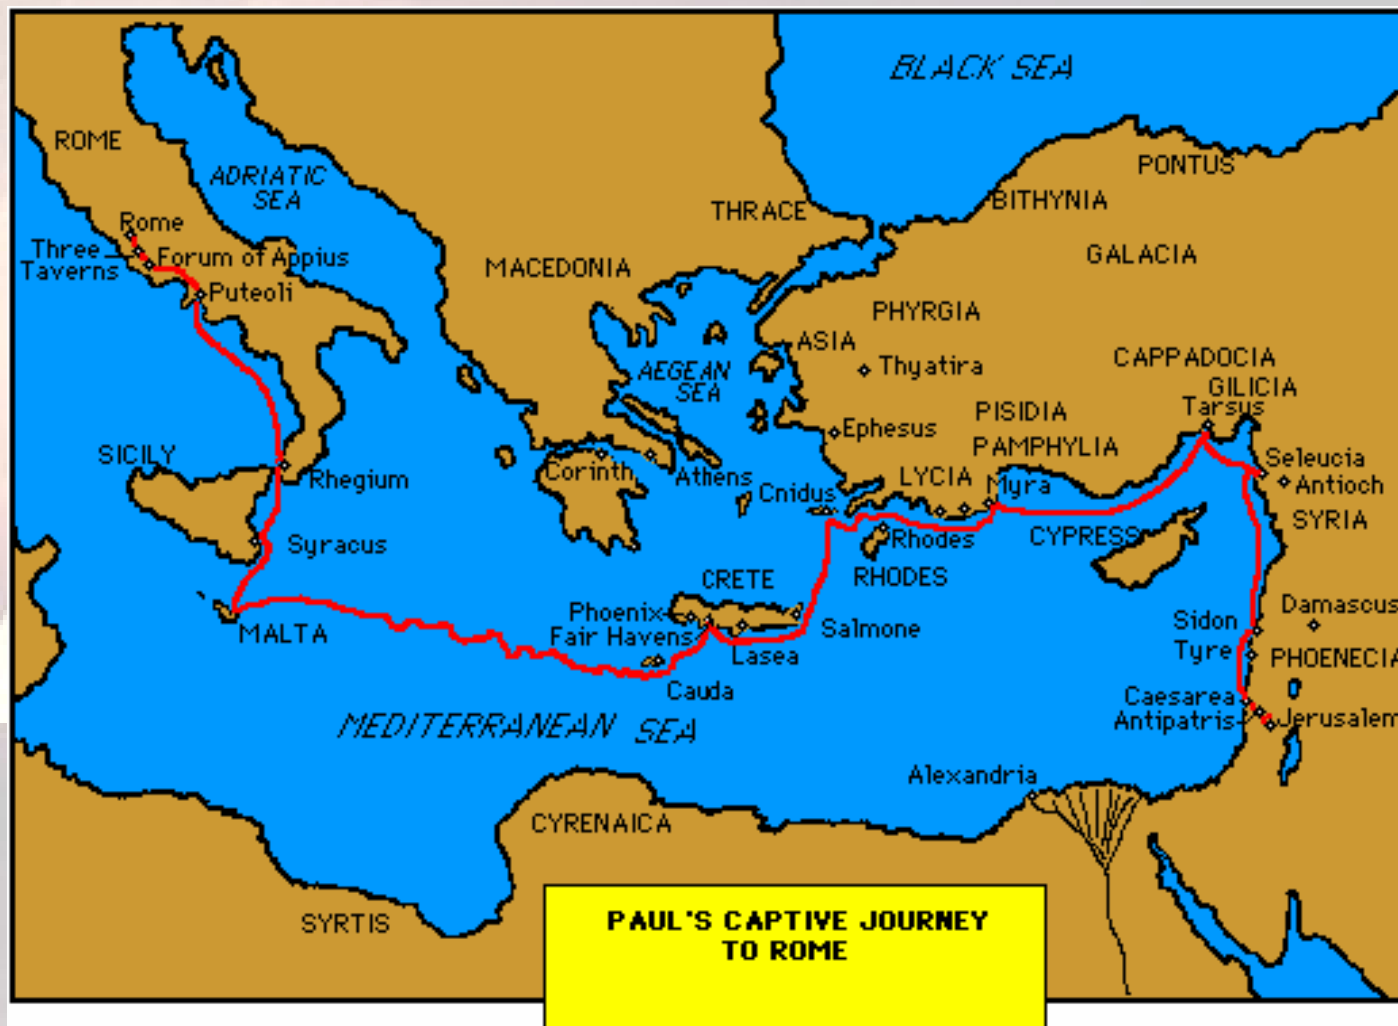 BLACK SEA
ROME
PONTUS
ADRIATIC
SEA
BITHYNIA
THRACE
Rome
Three
Taverns
Forum of Appius
GALACIA
MACEDONIA
Puteoli
PHYRGIA
ASIA
CAPPADOCIA
Thyatira
AEGEAN
SEA
GILICIA
Tarsus
PISIDIA
Ephesus
PAMPHYLIA
SICILY
Seleucia
Rhegium
Corinth
Athens
LYCIA
Myra
Antioch
Cnidus
SYRIA
Syracus
Rhodes
CYPRESS
RHODES
CRETE
Phoenix
Damascus
MALTA
Fair Havens
Salmone
Sidon
Lasea
Tyre
PHOENECIA
Cauda
Caesarea
MEDITERRANEAN SEA
Antipatris
Jerusalem
Alexandria
CYRENAICA
SYRTIS
PAUL'S CAPTIVE JOURNEY
TO ROME